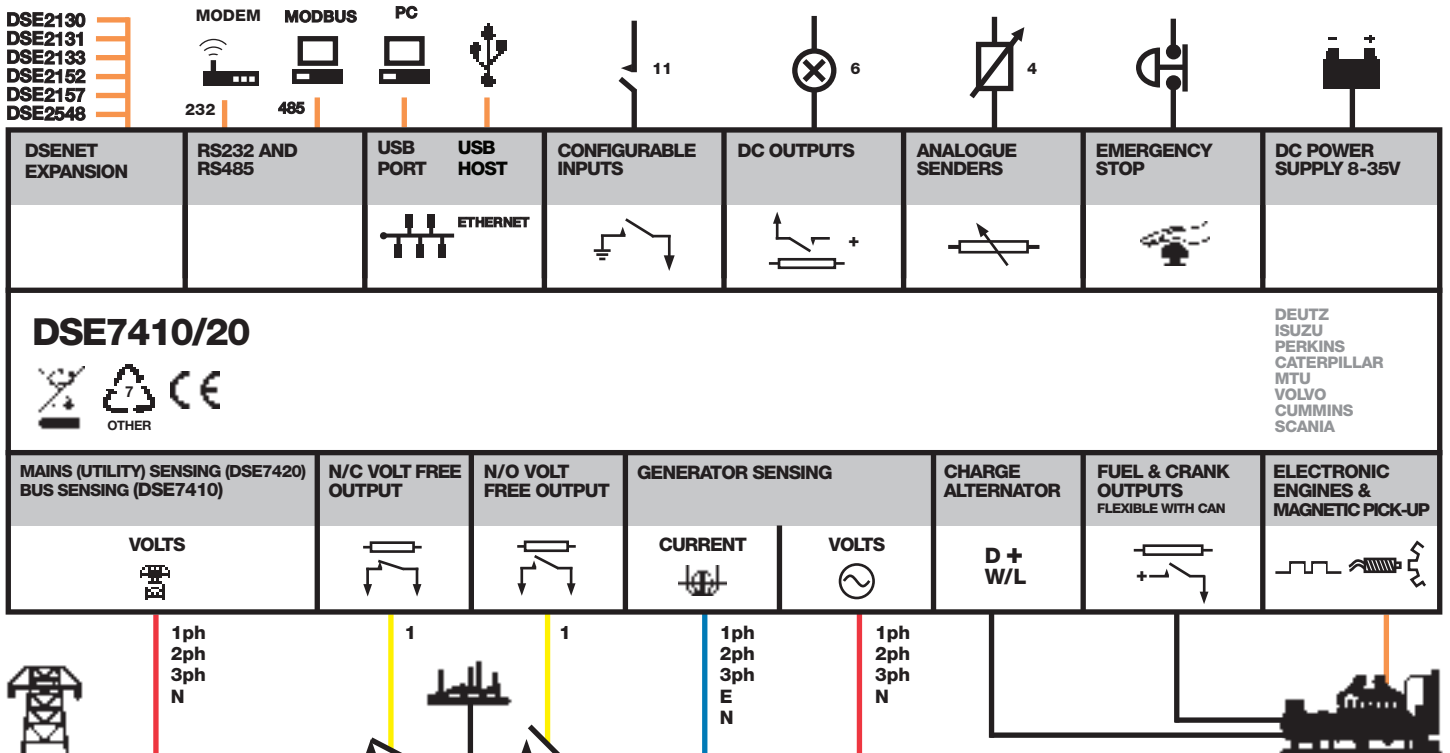 DSE2130
DSE2131
DSE2133
DSE2152
DSE2157
DSE2548
MODEM
MODBUS
PC
232
485
11
6
4
- +
DSENET
EXPANSION
RS232 AND
RS485
USB
PORT
USB
HOST
CONFIGURABLE
INPUTS
DC OUTPUTS
ANALOGUE
SENDERS
EMERGENCY
STOP
DC POWER
SUPPLY 8-35V
ETHERNET
+
DSE7410/20
7
OTHER
CE
DEUTZ
ISUZU
PERKINS
CATERPILLAR
MTU
VOLVO
CUMMINS
SCANIA
MAINS (UTILITY) SENSING (DSE7420)
BUS SENSING (DSE7410)
N/C VOLT FREE
OUTPUT
N/O VOLT
FREE OUTPUT
GENERATOR SENSING
CHARGE
ALTERNATOR
FUEL & CRANK
OUTPUTS
FLEXIBLE WITH CAN
ELECTRONIC
ENGINES &
MAGNETIC PICK-UP
VOLTS
CURRENT
VOLTS
D +
W/L
+
1ph
2ph
3ph
N
1
1
1ph
2ph
3ph
E
N
1ph
2ph
3ph
N